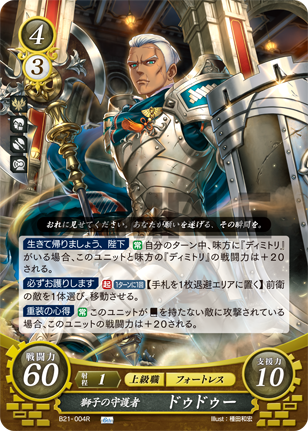 4
3
おれに見せてください。あなたが願いを遂げる、その瞬間を。
生きて帰りましょう、陛下 常 自分のターン中、味方に『ディミトリ』
がいる場合、このユニットと味方の『ディミトリ』の戦闘力は+20
される。
必ずお護りします 起 1ターンに1回 【手札を1枚退避エリアに置く】 前衛
の敵を1体選び、移動させる。
重装の心得 常 このユニットが■を持たない敵に攻撃されている
場合、このユニットの戦闘力は+20される。
戦闘力
60
射程 1 上級職 フォートレス
支援力
10
獅子の守護者 ドゥドゥー
B21-004R
Illust:種田和宏